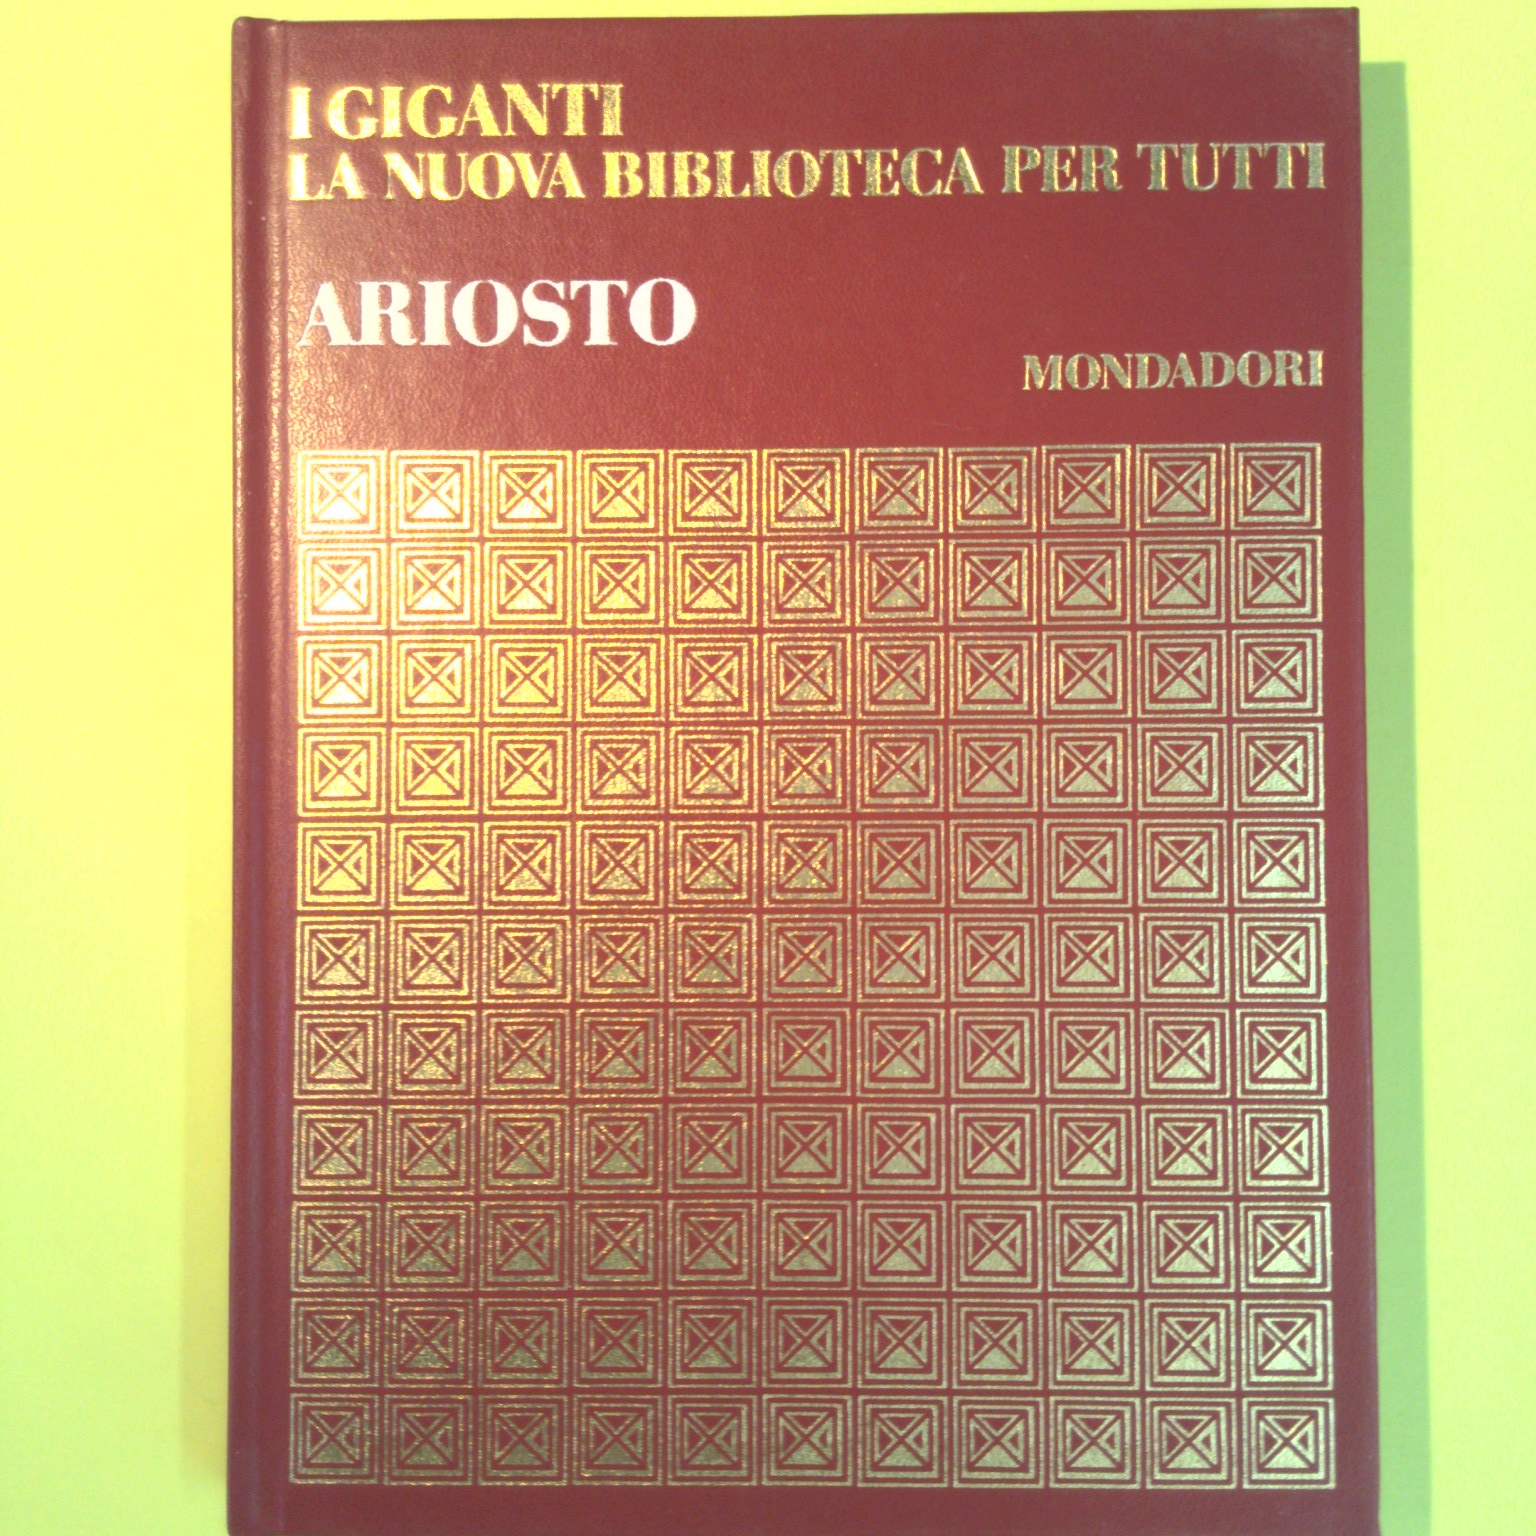 I GIGANTI
LA NUOVA BIBLIOTECA PER TUTTI
ARIOSTO
MONDADORI